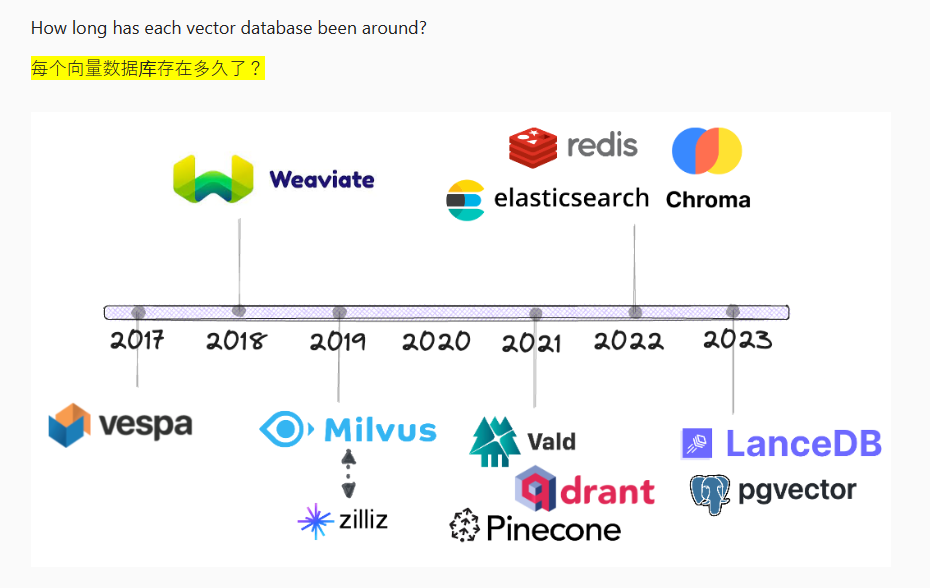 How long has each vector database been around?
每个向量数据库存在多久了？
redis
Weaviate
elasticsearch
Chroma
2017 2018 2019 2020 2021 2022 2023
vespa
Milvus
zilliz
Vald
qdrant
Pinecone
LanceDB
pgvector